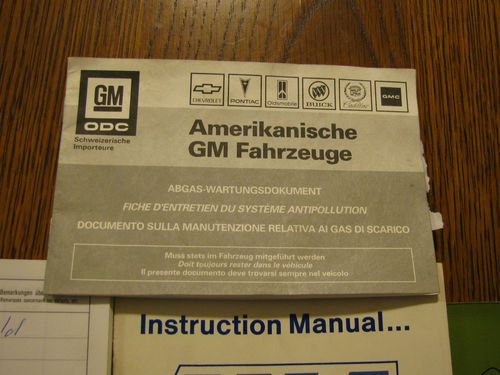 GM
ODC
Schweizerische
Importeure
CHEVROLET
PONTIAC
Oldsmobile
BUICK
Cadillac
GMC
Amerikanische
GM Fahrzeuge
ABGAS-WARTUNGSDOKUMENT
FICHE D'ENTRETIEN DU SYSTÈME ANTIPOLLUTION
DOCUMENTO SULLA MANUTENZIONE RELATIVA AI GAS DI SCARICO
Muss stets im Fahrzeug mitgeführt werden
Doit toujours rester dans le véhicule
Il presente documento deve trovarsi sempre nel veicolo
Bemerkungen über
Instruction Manual...